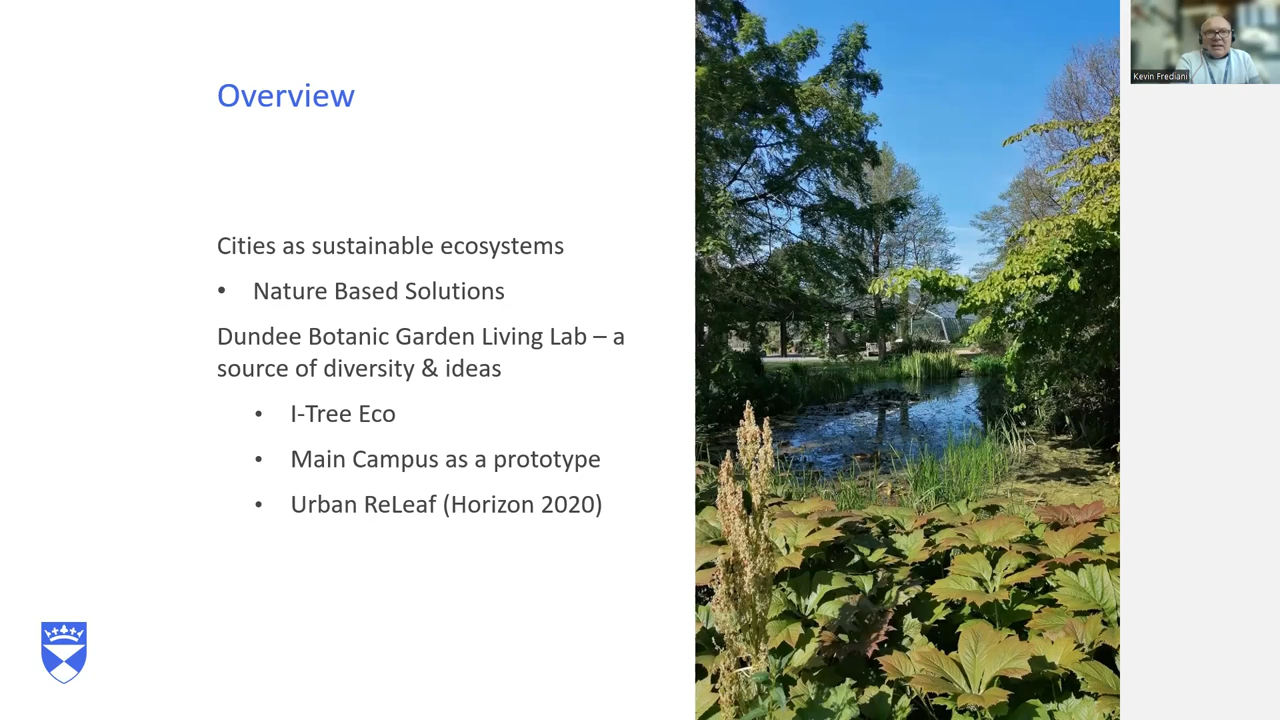 Overview
Cities as sustainable ecosystems
• Nature Based Solutions
Dundee Botanic Garden Living Lab – a
source of diversity & ideas
• I-Tree Eco
• Main Campus as a prototype
• Urban ReLeaf (Horizon 2020)
Kevin Frediani